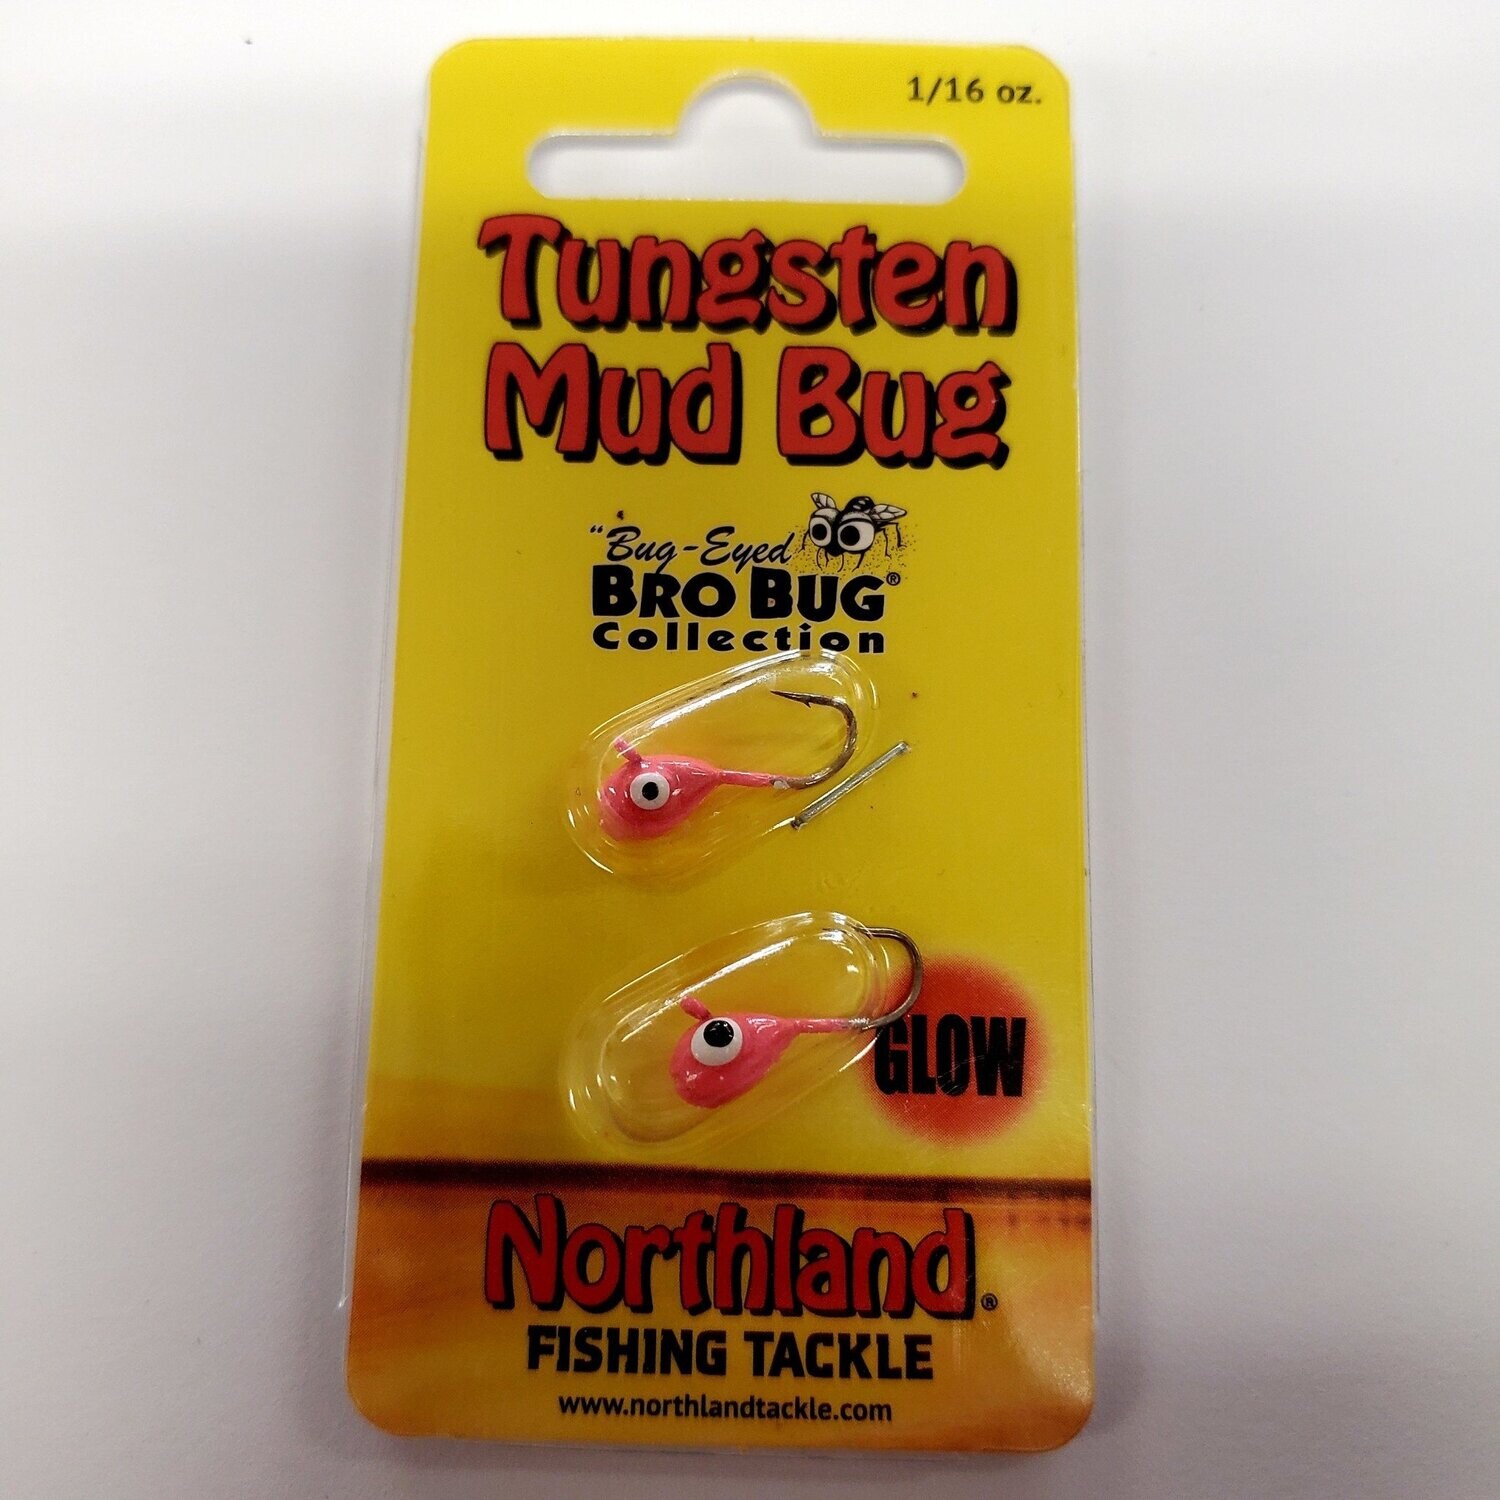 1/16 oz.
Tungsten
Mud Bug
"Bug-Eyed
BRO BUG®
Collection
GLOW
Northland®
FISHING TACKLE
www.northlandtackle.com